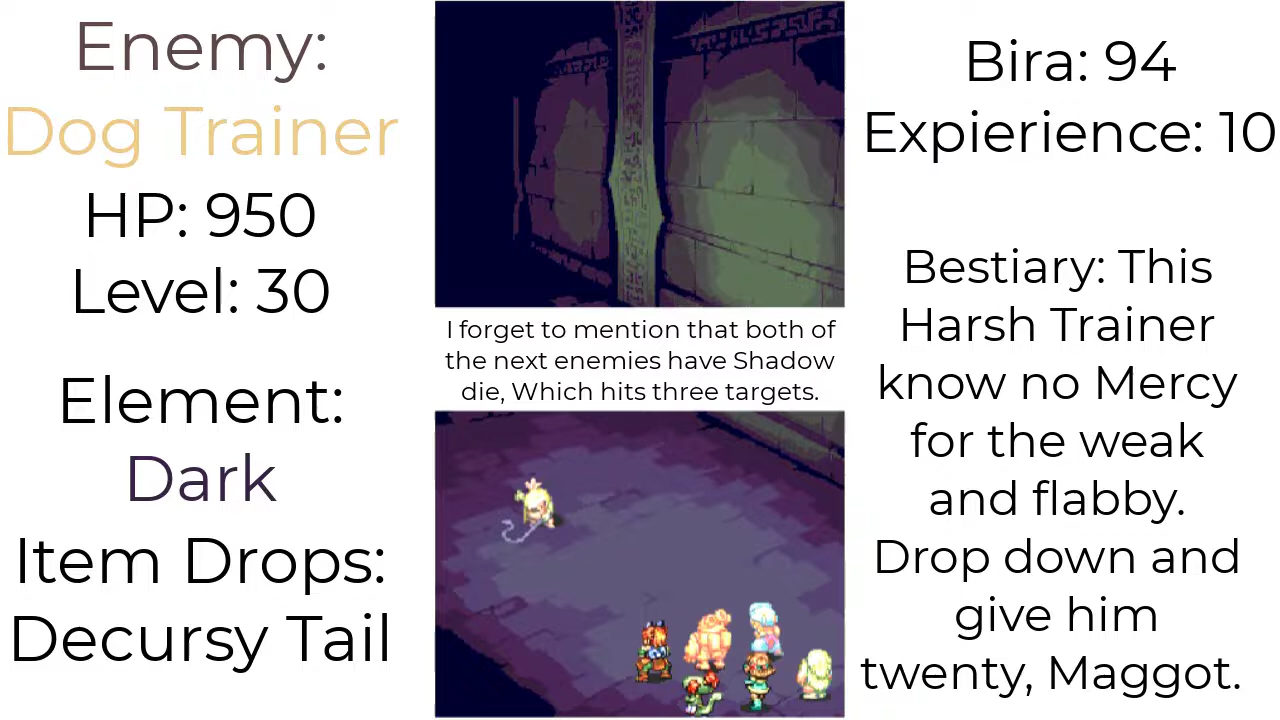 Enemy:
Dog Trainer
HP: 950
Level: 30
Element:
Dark
Item Drops:
Decursy Tail
I forget to mention that both of
the next enemies have Shadow
die, Which hits three targets.
Bira: 94
Expierience: 10
Bestiary: This
Harsh Trainer
know no Mercy
for the weak
and flabby.
Drop down and
give him
twenty, Maggot.